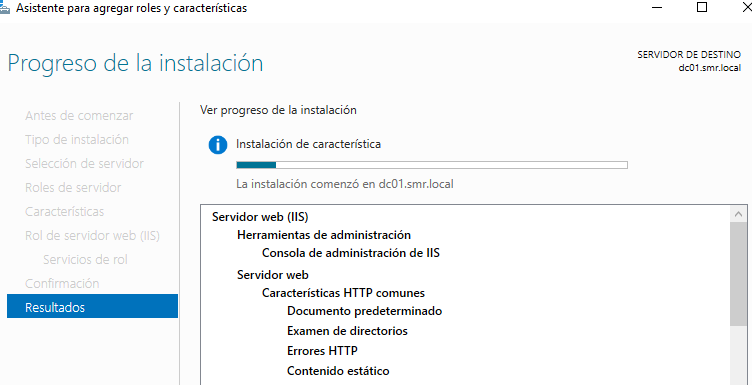 Asistente para agregar roles y características
Progreso de la instalación
SERVIDOR DE DESTINO
dc01.smr.local
Antes de comenzar
Tipo de instalación
Selección de servidor
Roles de servidor
Características
Rol de servidor web (IIS)
Servicios de rol
Confirmación
Resultados
Ver progreso de la instalación
Instalación de característica
La instalación comenzó en dc01.smr.local
Servidor web (IIS)
Herramientas de administración
Consola de administración de IIS
Servidor web
Características HTTP comunes
Documento predeterminado
Examen de directorios
Errores HTTP
Contenido estático